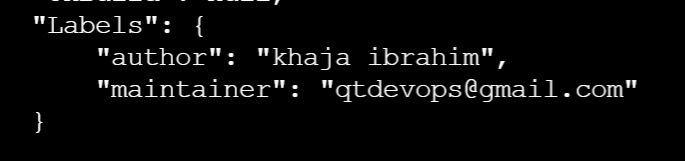 "Labels": {
"author": "khaja ibrahim",
"maintainer": "qtdevops@gmail.com"
}